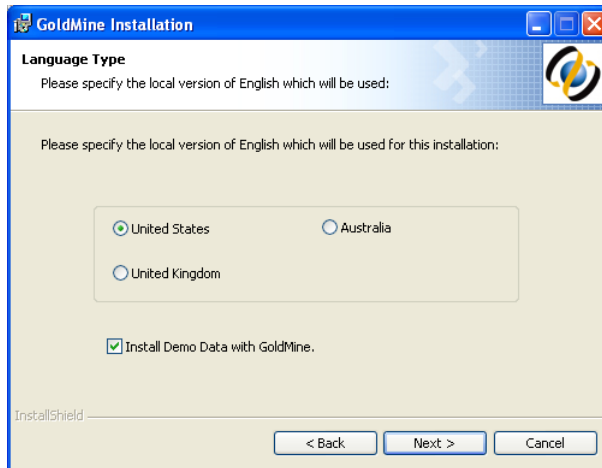 GoldMine Installation
Language Type
Please specify the local version of English which will be used:
Please specify the local version of English which will be used for this installation:
United States
Australia
United Kingdom
Install Demo Data with GoldMine.
InstallShield
< Back
Next >
Cancel